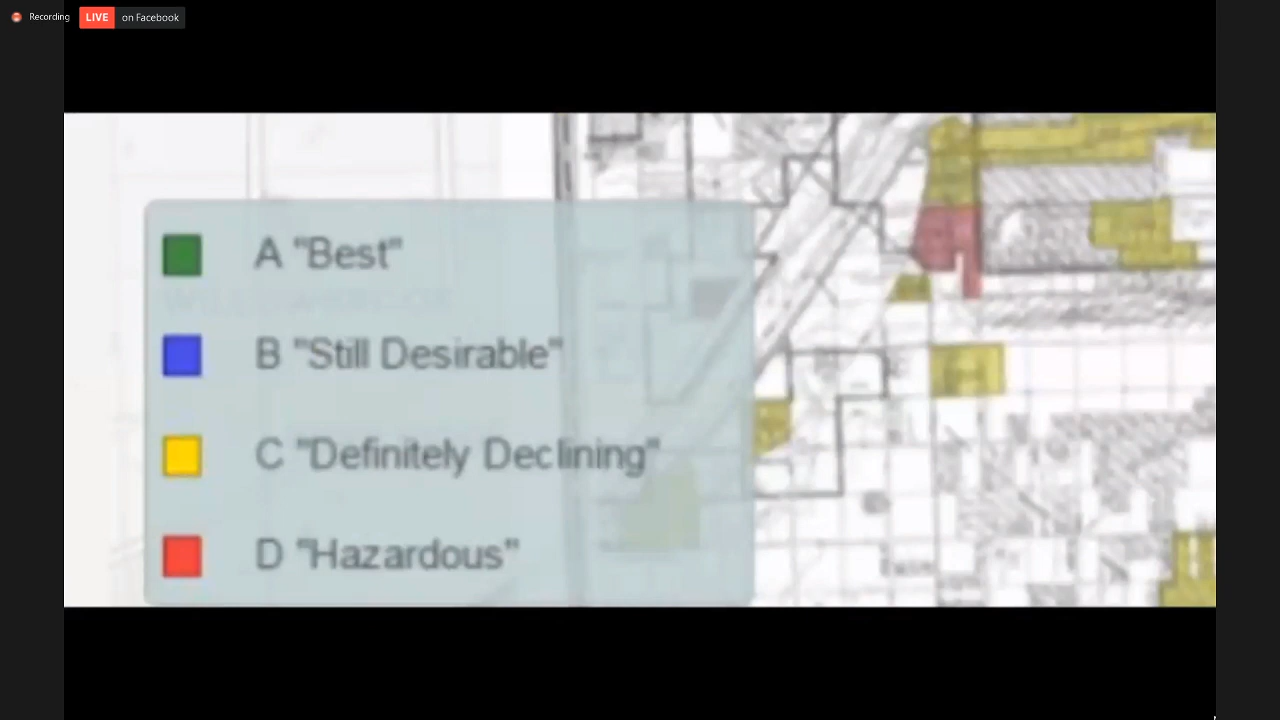 Recording
LIVE on Facebook
A "Best"
B "Still Desirable"
C "Definitely Declining"
D "Hazardous"